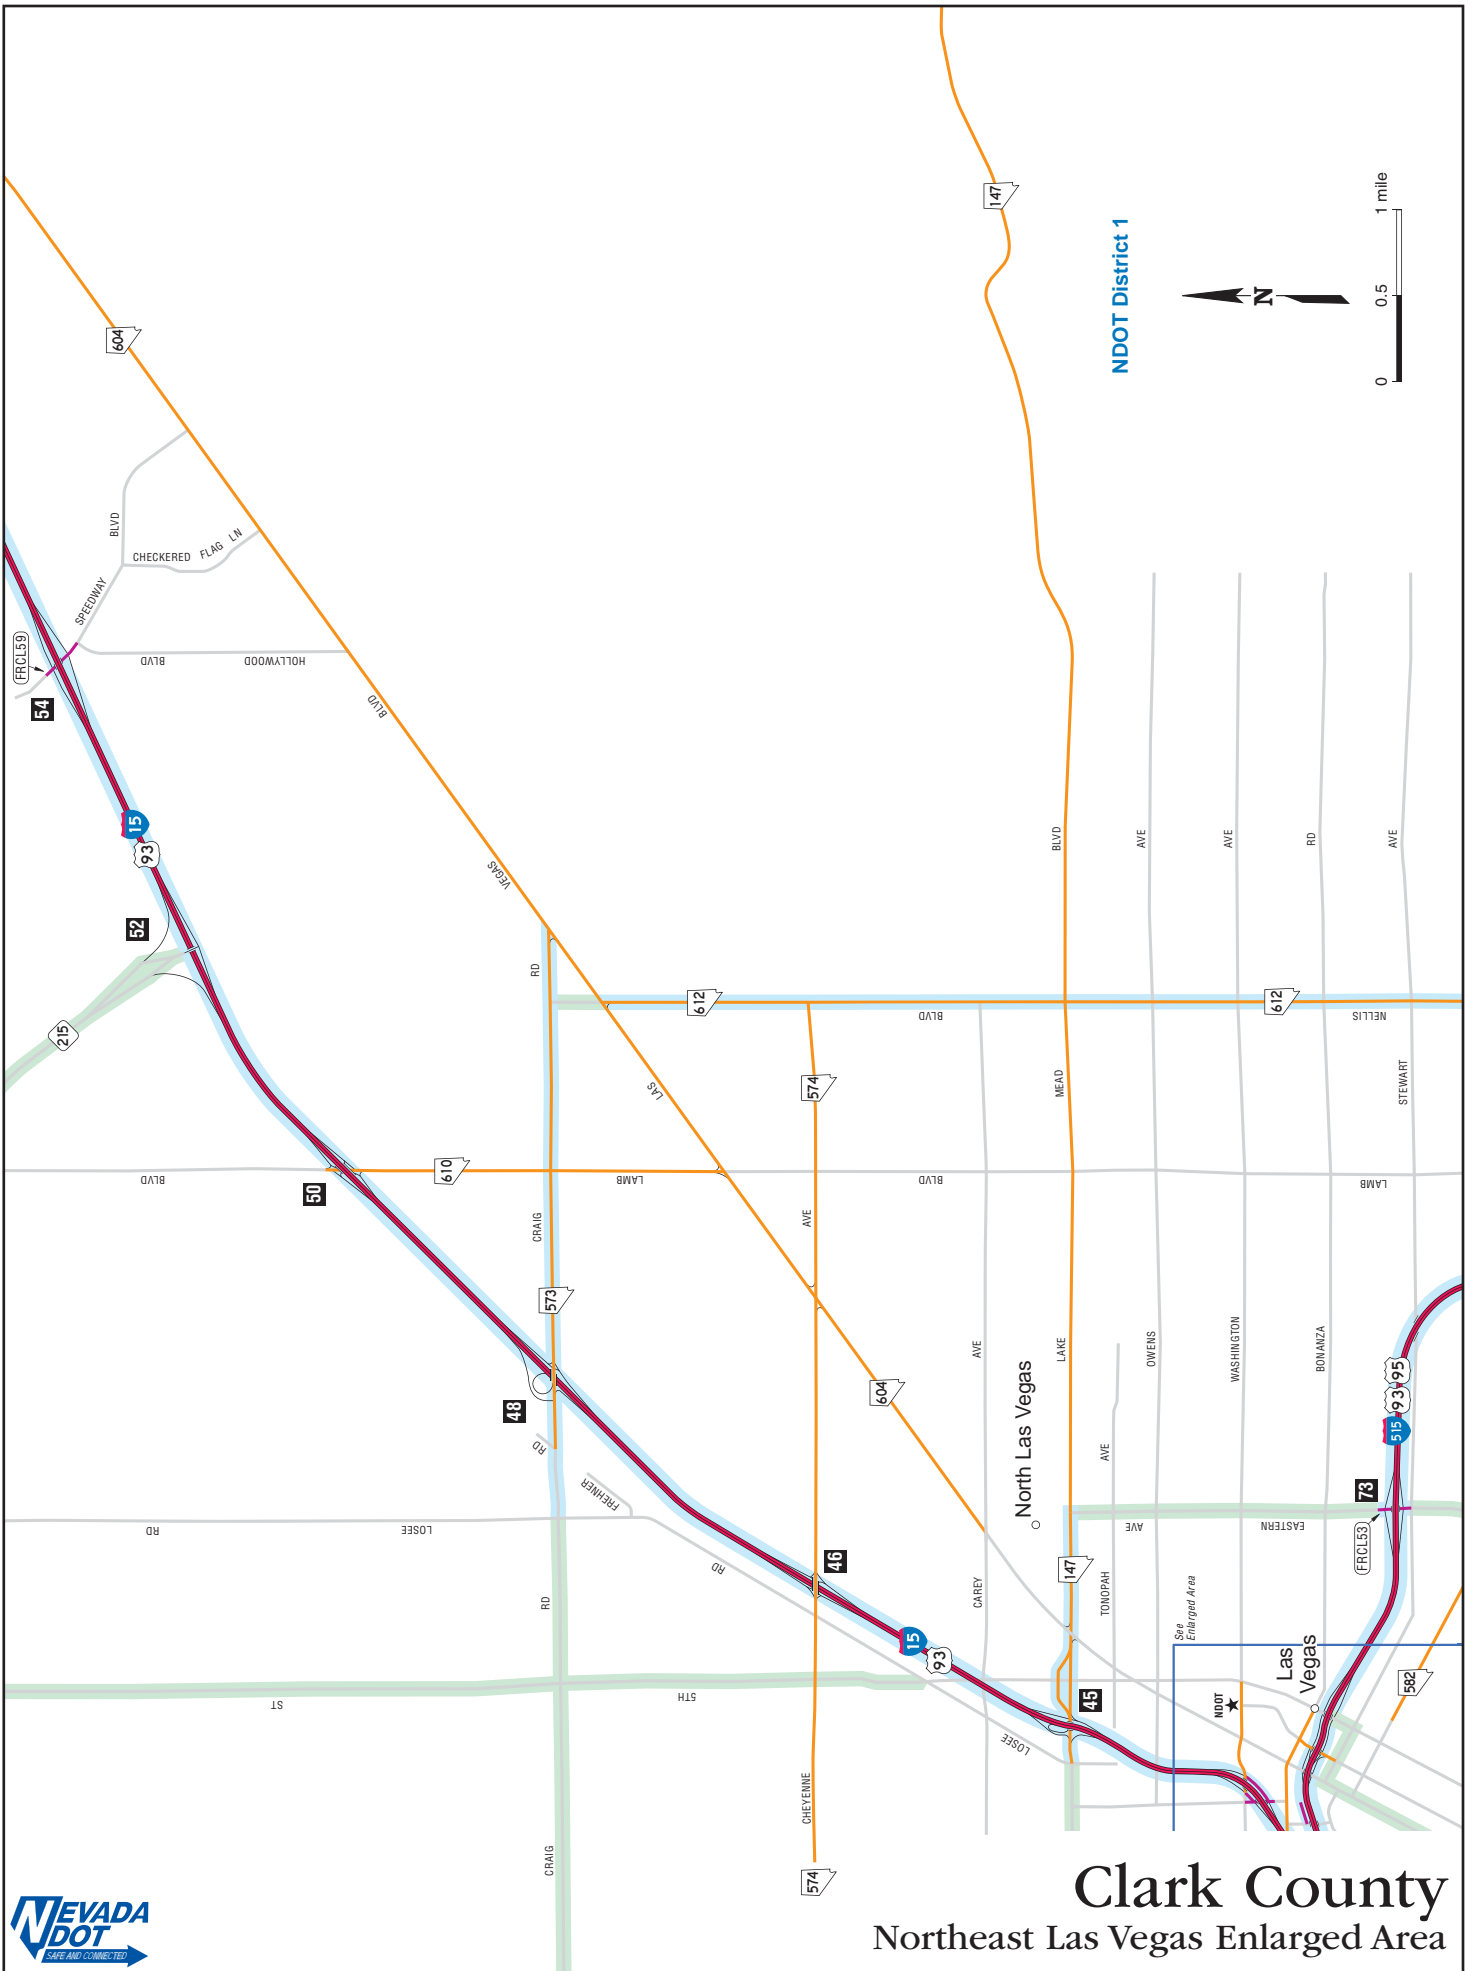 604
147
NDOT District 1
N
0
0.5
1 mile
BLVD
CHECKERED
FLAG LN
SPEEDWAY
FRCL59
54
BLVD
HOLLYWOOD
BLVD
15
93
52
215
VEGAS
RD
612
BLVD
612
NELLIS
BLVD
AVE
AVE
RD
AVE
LAS
574
MEAD
STEWART
BLVD
50
610
LAMB
BLVD
LAMB
CRAIG
AVE
573
48
RD
604
AVE
LAKE
OWENS
WASHINGTON
BONANZA
North Las Vegas
AVE
93
95
515
73
FRCL53
FREHNER
RD
LOSEE
RD
46
AVE
EASTERN
147
TONOPAH
CAREY
RD
15
93
See
Enlarged Area
Las
Vegas
582
NDOT
45
LOSEE
ST
5TH
CHEYENNE
574
CRAIG
NEVADA
DOT
SAFE AND CONNECTED
Clark County
Northeast Las Vegas Enlarged Area